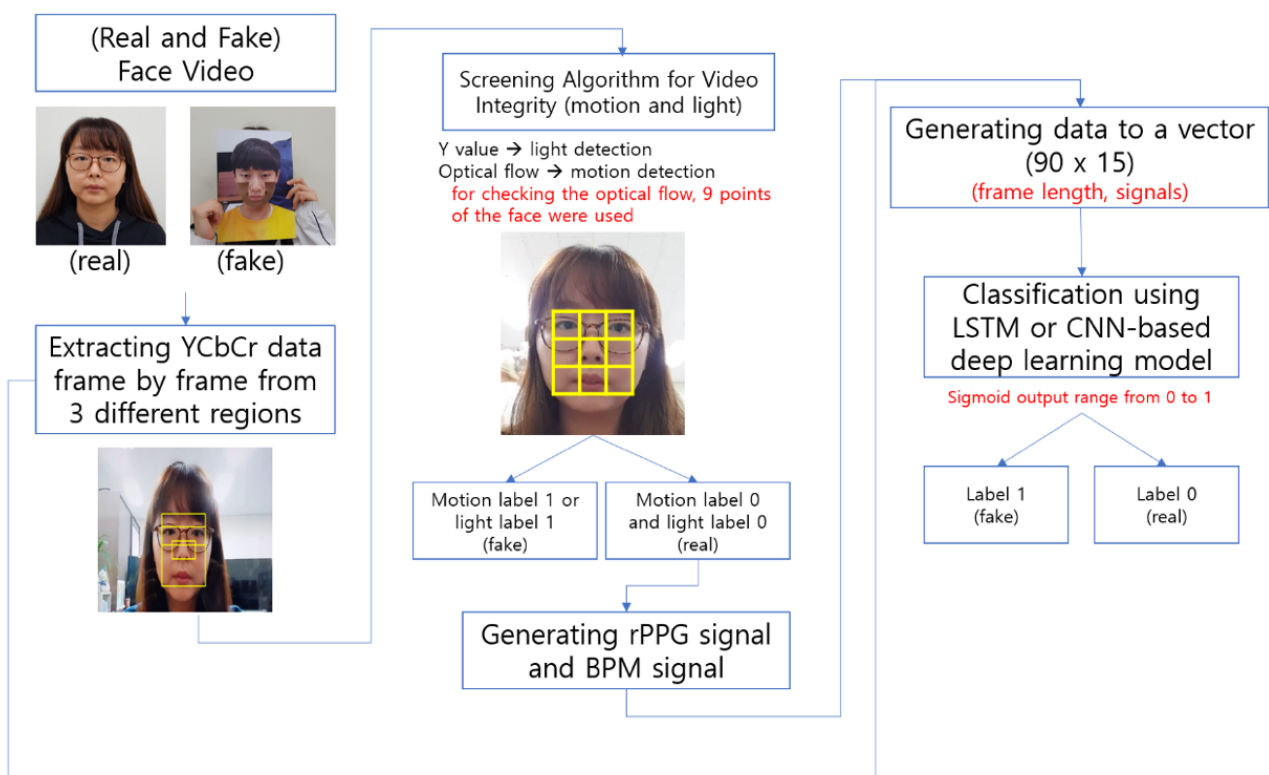 (Real and Fake)
Face Video
(real)
(fake)
Extracting YCbCr data
frame by frame from
3 different regions
Screening Algorithm for Video
Integrity (motion and light)
Y value → light detection
Optical flow → motion detection
for checking the optical flow, 9 points
of the face were used
Motion label 1 or
light label 1
(fake)
Motion label 0
and light label 0
(real)
Generating rPPG signal
and BPM signal
Generating data to a vector
(90 x 15)
(frame length, signals)
Classification using
LSTM or CNN-based
deep learning model
Sigmoid output range from 0 to 1
Label 1
(fake)
Label 0
(real)